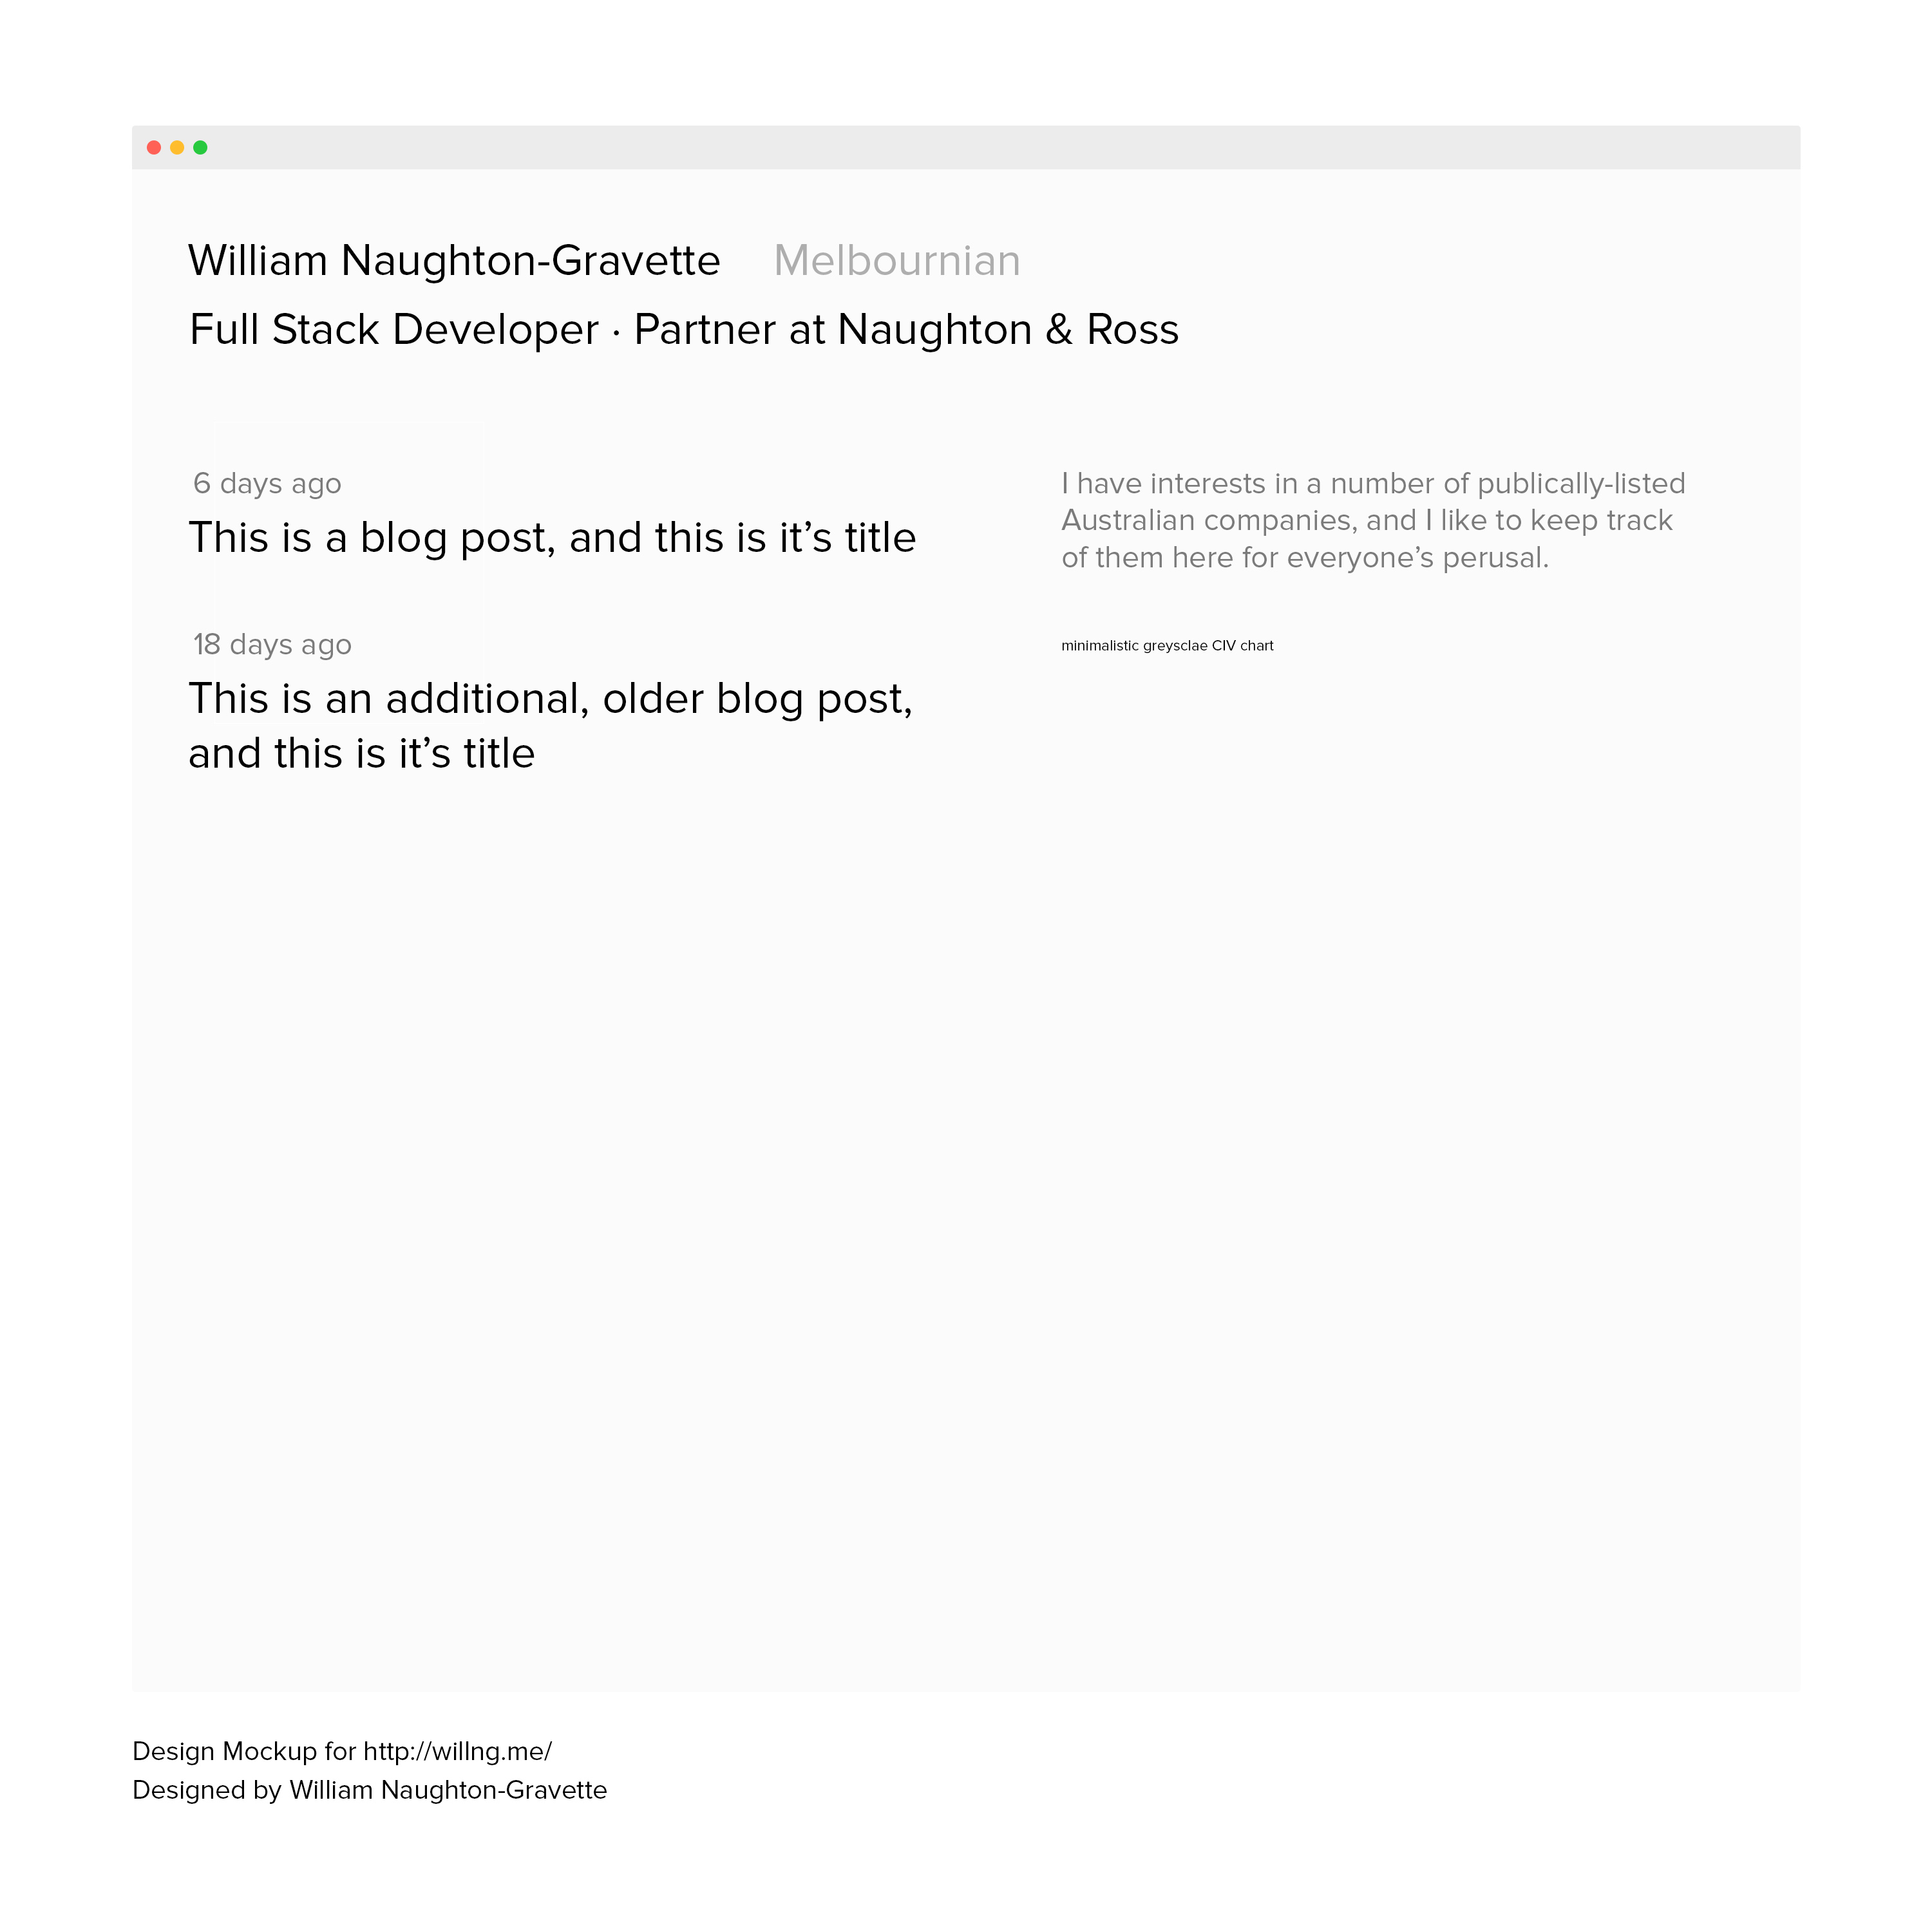 William Naughton-Gravette Melbournian
Full Stack Developer · Partner at Naughton & Ross
6 days ago
This is a blog post, and this is it’s title
18 days ago
This is an additional, older blog post,
and this is it’s title
I have interests in a number of publically-listed
Australian companies, and I like to keep track
of them here for everyone’s perusal.
minimalistic greysclae CIV chart
Design Mockup for http://willng.me/
Designed by William Naughton-Gravette